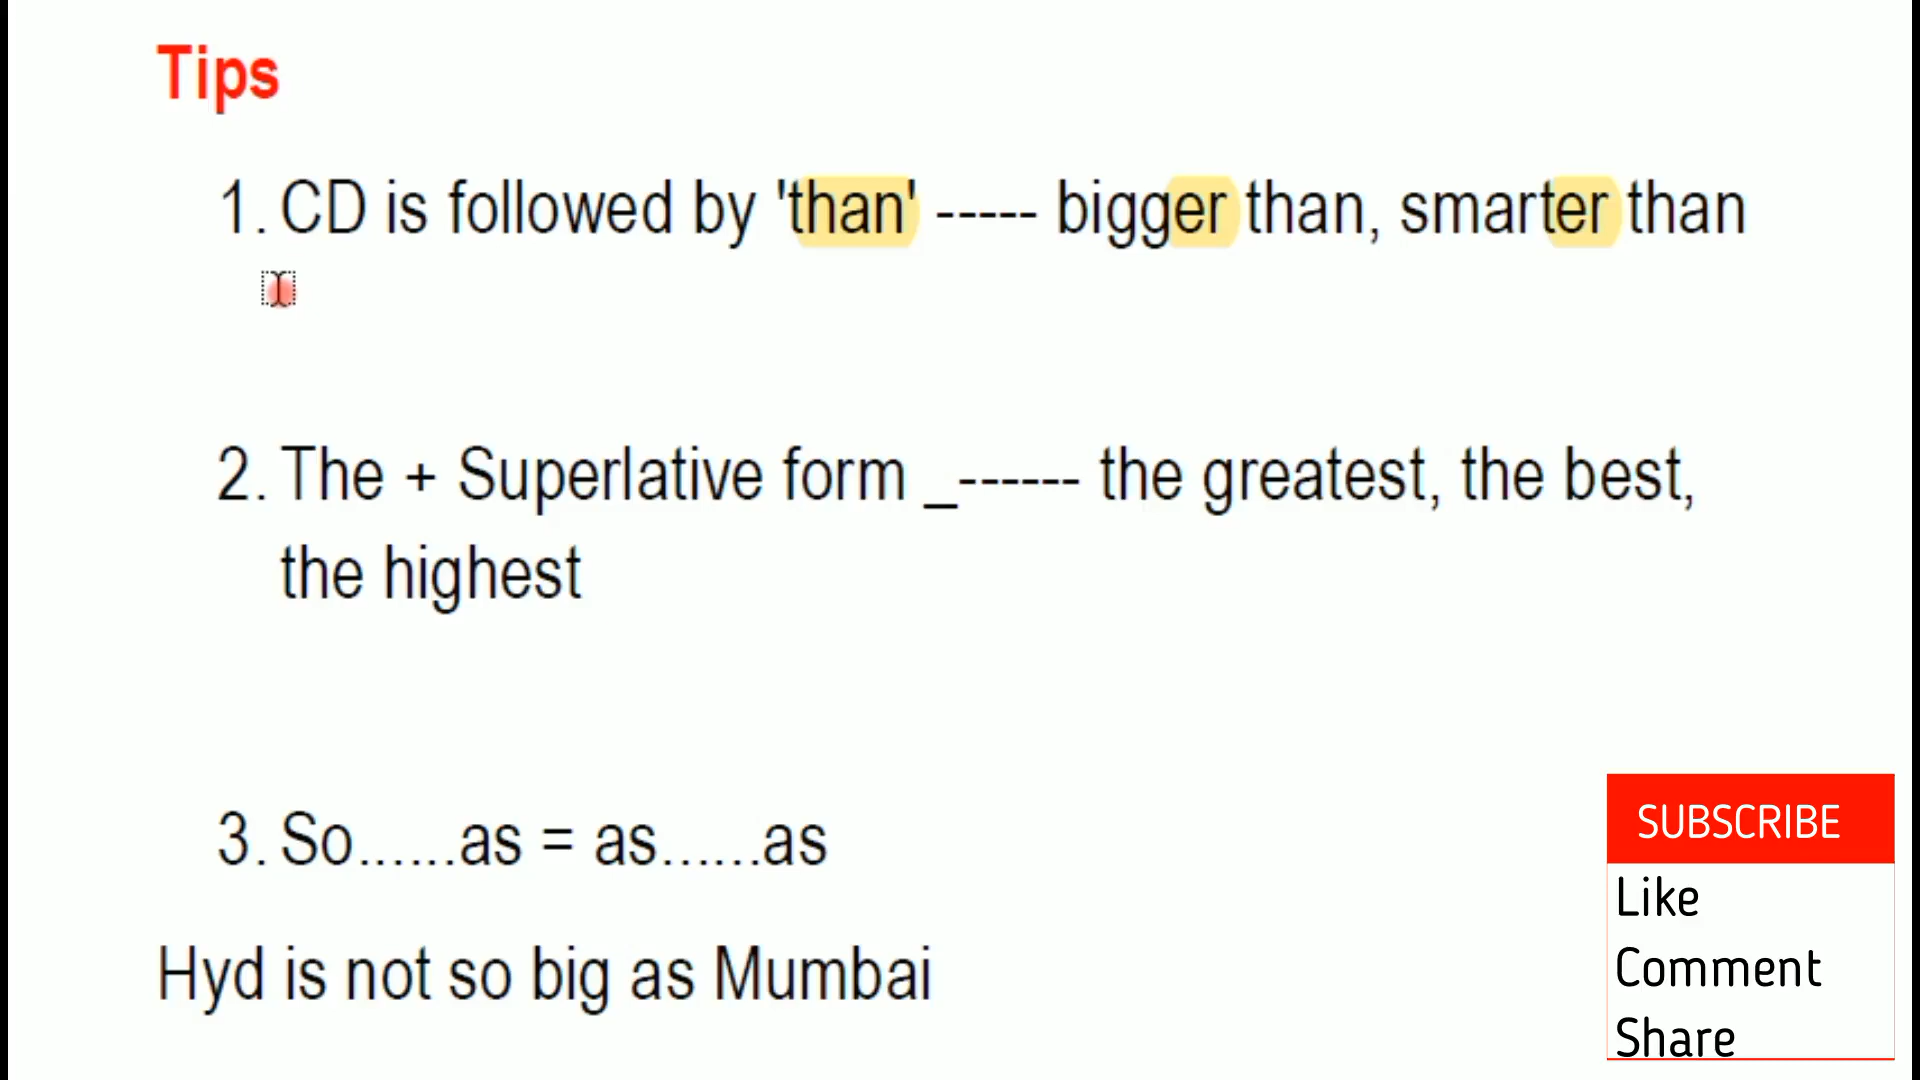 Tips
1. CD is followed by 'than' ----- bigger than, smarter than
2. The + Superlative form _------ the greatest, the best,
the highest
3. So......as = as......as
Hyd is not so big as Mumbai
SUBSCRIBE
Like
Comment
Share